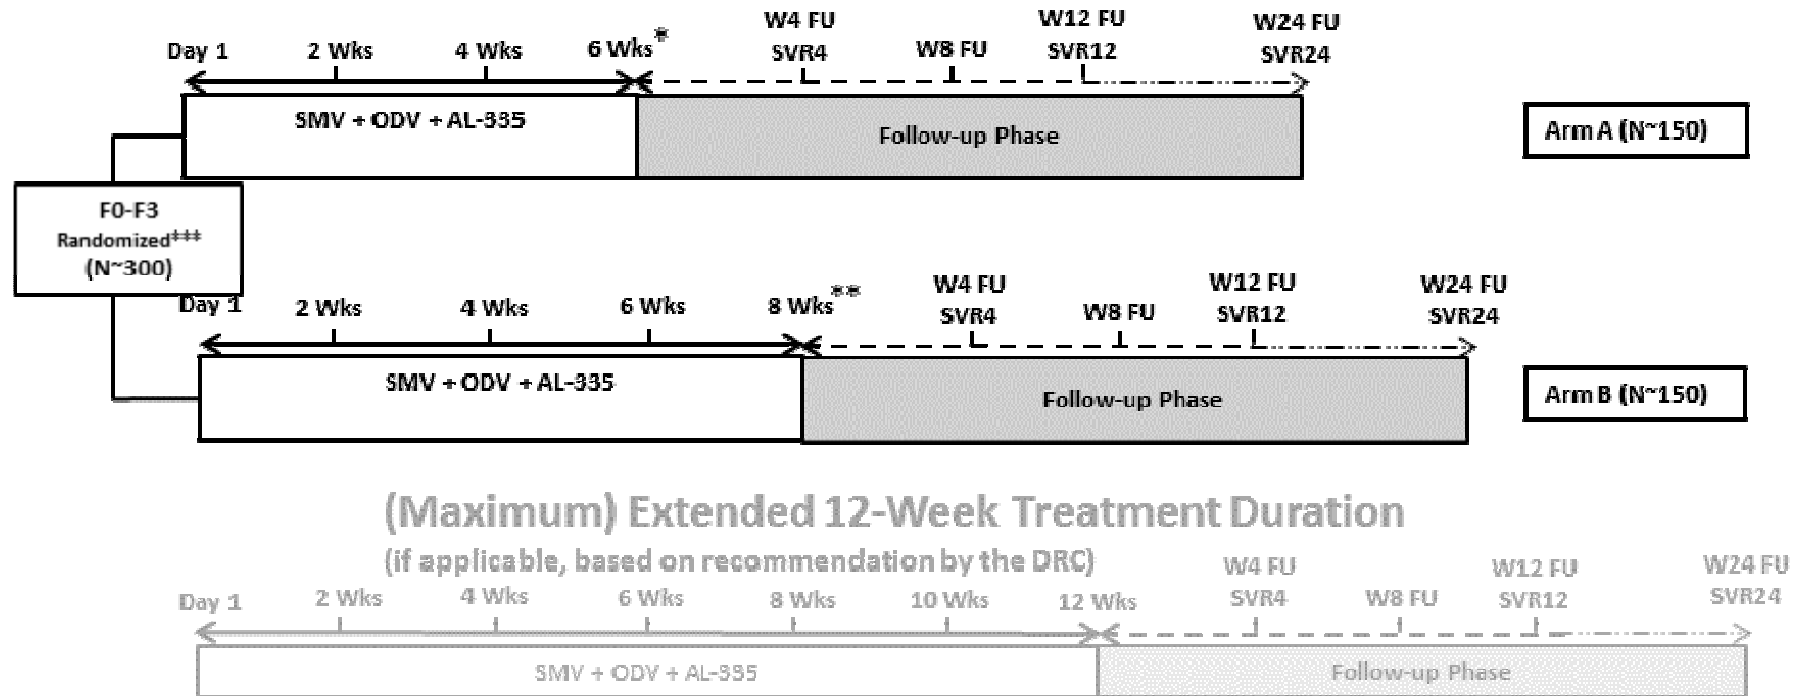 W4 FU W12 FU W24 FU
Day 1 2 Wks 4 Wks 6 Wks* SVR4 W8 FU SVR12 SVR24
SMV + ODV + AL-335
Follow-up Phase
Arm A (N~150)
F0-F3
Randomized‡‡‡
(N~300)
W4 FU W12 FU W24 FU
Day 1 2 Wks 4 Wks 6 Wks 8 Wks** SVR4 W8 FU SVR12 SVR24
SMV + ODV + AL-335
Follow-up Phase
Arm B (N~150)
(Maximum) Extended 12-Week Treatment Duration
(if applicable, based on recommendation by the DRC)
W4 FU W12 FU W24 FU
Day 1 2 Wks 4 Wks 6 Wks 8 Wks 10 Wks 12 Wks SVR4 W8 FU SVR12 SVR24
SMV + ODV + AL-335
Follow-up Phase